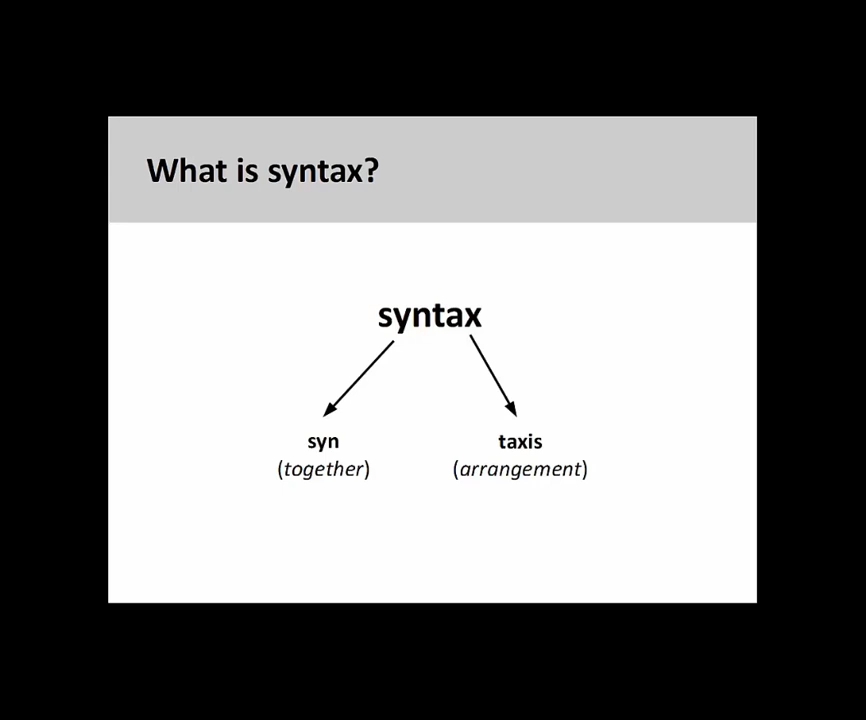 What is syntax?
syntax
syn taxis
(together) (arrangement)